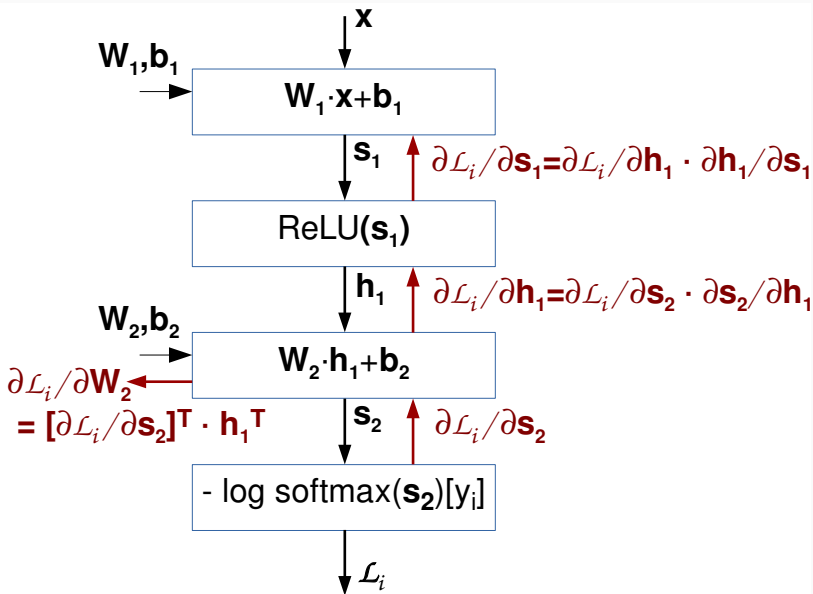 x
W₁,b₁
W₁·x+b₁
s₁
∂ℒᵢ/∂s₁=∂ℒᵢ/∂h₁ · ∂h₁/∂s₁
ReLU(s₁)
h₁
∂ℒᵢ/∂h₁=∂ℒᵢ/∂s₂ · ∂s₂/∂h₁
W₂,b₂
W₂·h₁+b₂
∂ℒᵢ/∂W₂
= [∂ℒᵢ/∂s₂]ᵀ · h₁ᵀ
s₂
∂ℒᵢ/∂s₂
- log softmax(s₂)[yᵢ]
ℒᵢ